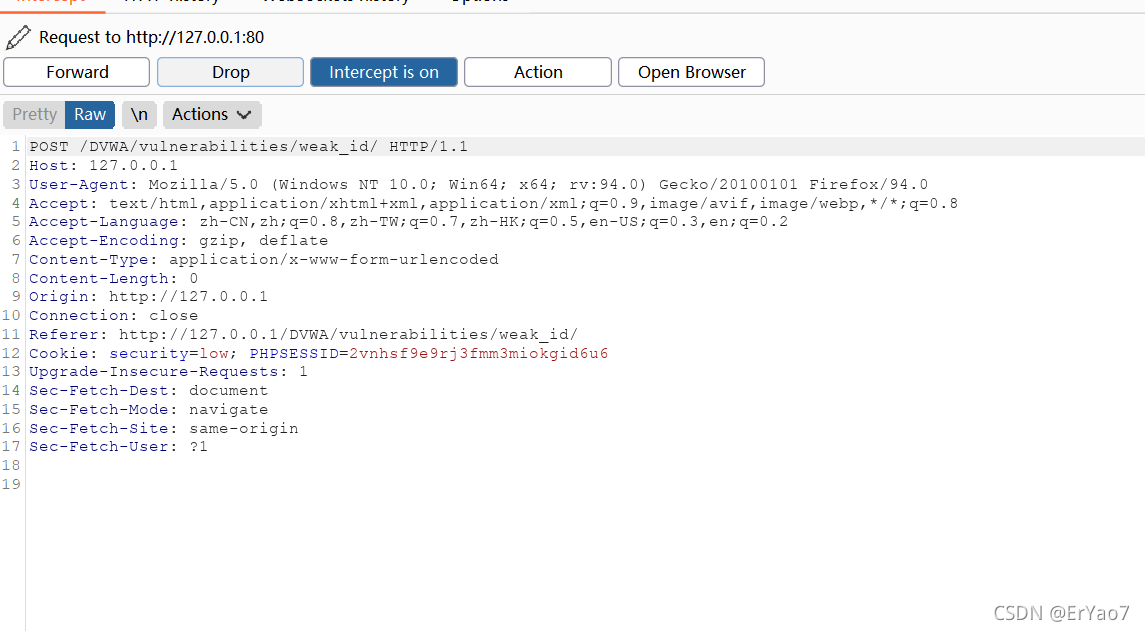 Request to http://127.0.0.1:80
Forward
Drop
Intercept is on
Action
Open Browser
Pretty
Raw
\n
Actions
1 POST /DVWA/vulnerabilities/weak_id/ HTTP/1.1
2 Host: 127.0.0.1
3 User-Agent: Mozilla/5.0 (Windows NT 10.0; Win64; x64; rv:94.0) Gecko/20100101 Firefox/94.0
4 Accept: text/html,application/xhtml+xml,application/xml;q=0.9,image/avif,image/webp,*/*;q=0.8
5 Accept-Language: zh-CN,zh;q=0.8,zh-TW;q=0.7,zh-HK;q=0.5,en-US;q=0.3,en;q=0.2
6 Accept-Encoding: gzip, deflate
7 Content-Type: application/x-www-form-urlencoded
8 Content-Length: 0
9 Origin: http://127.0.0.1
10 Connection: close
11 Referer: http://127.0.0.1/DVWA/vulnerabilities/weak_id/
12 Cookie: security=low; PHPSESSID=2vnhsf9e9rj3fmm3miokgid6u6
13 Upgrade-Insecure-Requests: 1
14 Sec-Fetch-Dest: document
15 Sec-Fetch-Mode: navigate
16 Sec-Fetch-Site: same-origin
17 Sec-Fetch-User: ?1
18
19
CSDN @ErYao7